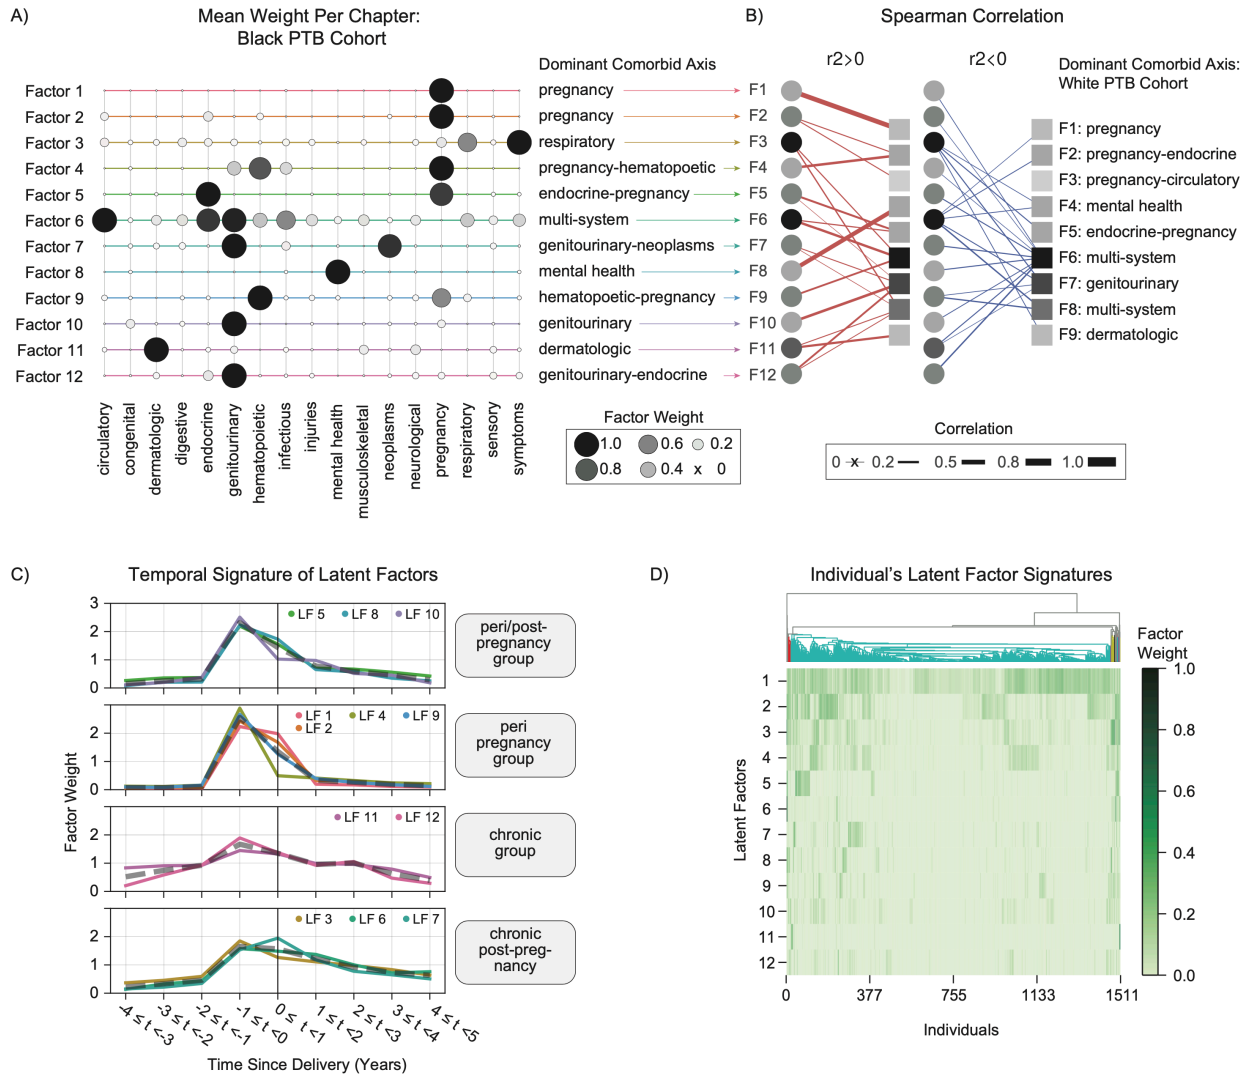 A)
Mean Weight Per Chapter:
Black PTB Cohort
Dominant Comorbid Axis
Factor 1
pregnancy
Factor 2
pregnancy
Factor 3
respiratory
Factor 4
pregnancy-hematopoetic
Factor 5
endocrine-pregnancy
Factor 6
multi-system
Factor 7
genitourinary-neoplasms
Factor 8
mental health
Factor 9
hematopoetic-pregnancy
Factor 10
genitourinary
Factor 11
dermatologic
Factor 12
genitourinary-endocrine
circulatory
congenital
dermatologic
digestive
endocrine
genitourinary
hematopoietic
infectious
injuries
mental health
musculoskeletal
neoplasms
neurological
pregnancy
respiratory
sensory
symptoms
Factor Weight
1.0 0.6 0.2
0.8 0.4 x 0
B)
Spearman Correlation
r2>0
r2<0
Dominant Comorbid Axis:
White PTB Cohort
F1
F2
F3
F4
F5
F6
F7
F8
F9
F10
F11
F12
F1: pregnancy
F2: pregnancy-endocrine
F3: pregnancy-circulatory
F4: mental health
F5: endocrine-pregnancy
F6: multi-system
F7: genitourinary
F8: multi-system
F9: dermatologic
Correlation
0 x 0.2 0.5 0.8 1.0
C)
Temporal Signature of Latent Factors
Factor Weight
3
2
1
0
LF 5 LF 8 LF 10
peri/post-
pregnancy
group
2
1
0
LF 1 LF 4 LF 9
LF 2
peri
pregnancy
group
2
1
0
LF 11 LF 12
chronic
group
2
1
0
LF 3 LF 6 LF 7
chronic
post-preg-
nancy
-4 ≤ t <-3
-3 ≤ t <-2
-2 ≤ t <-1
-1 ≤ t <0
0 ≤ t <1
1 ≤ t <2
2 ≤ t <3
3 ≤ t <4
4 ≤ t <5
Time Since Delivery (Years)
D)
Individual's Latent Factor Signatures
Latent Factors
1
2
3
4
5
6
7
8
9
10
11
12
0 377 755 1133 1511
Individuals
Factor
Weight
1.0
0.8
0.6
0.4
0.2
0.0